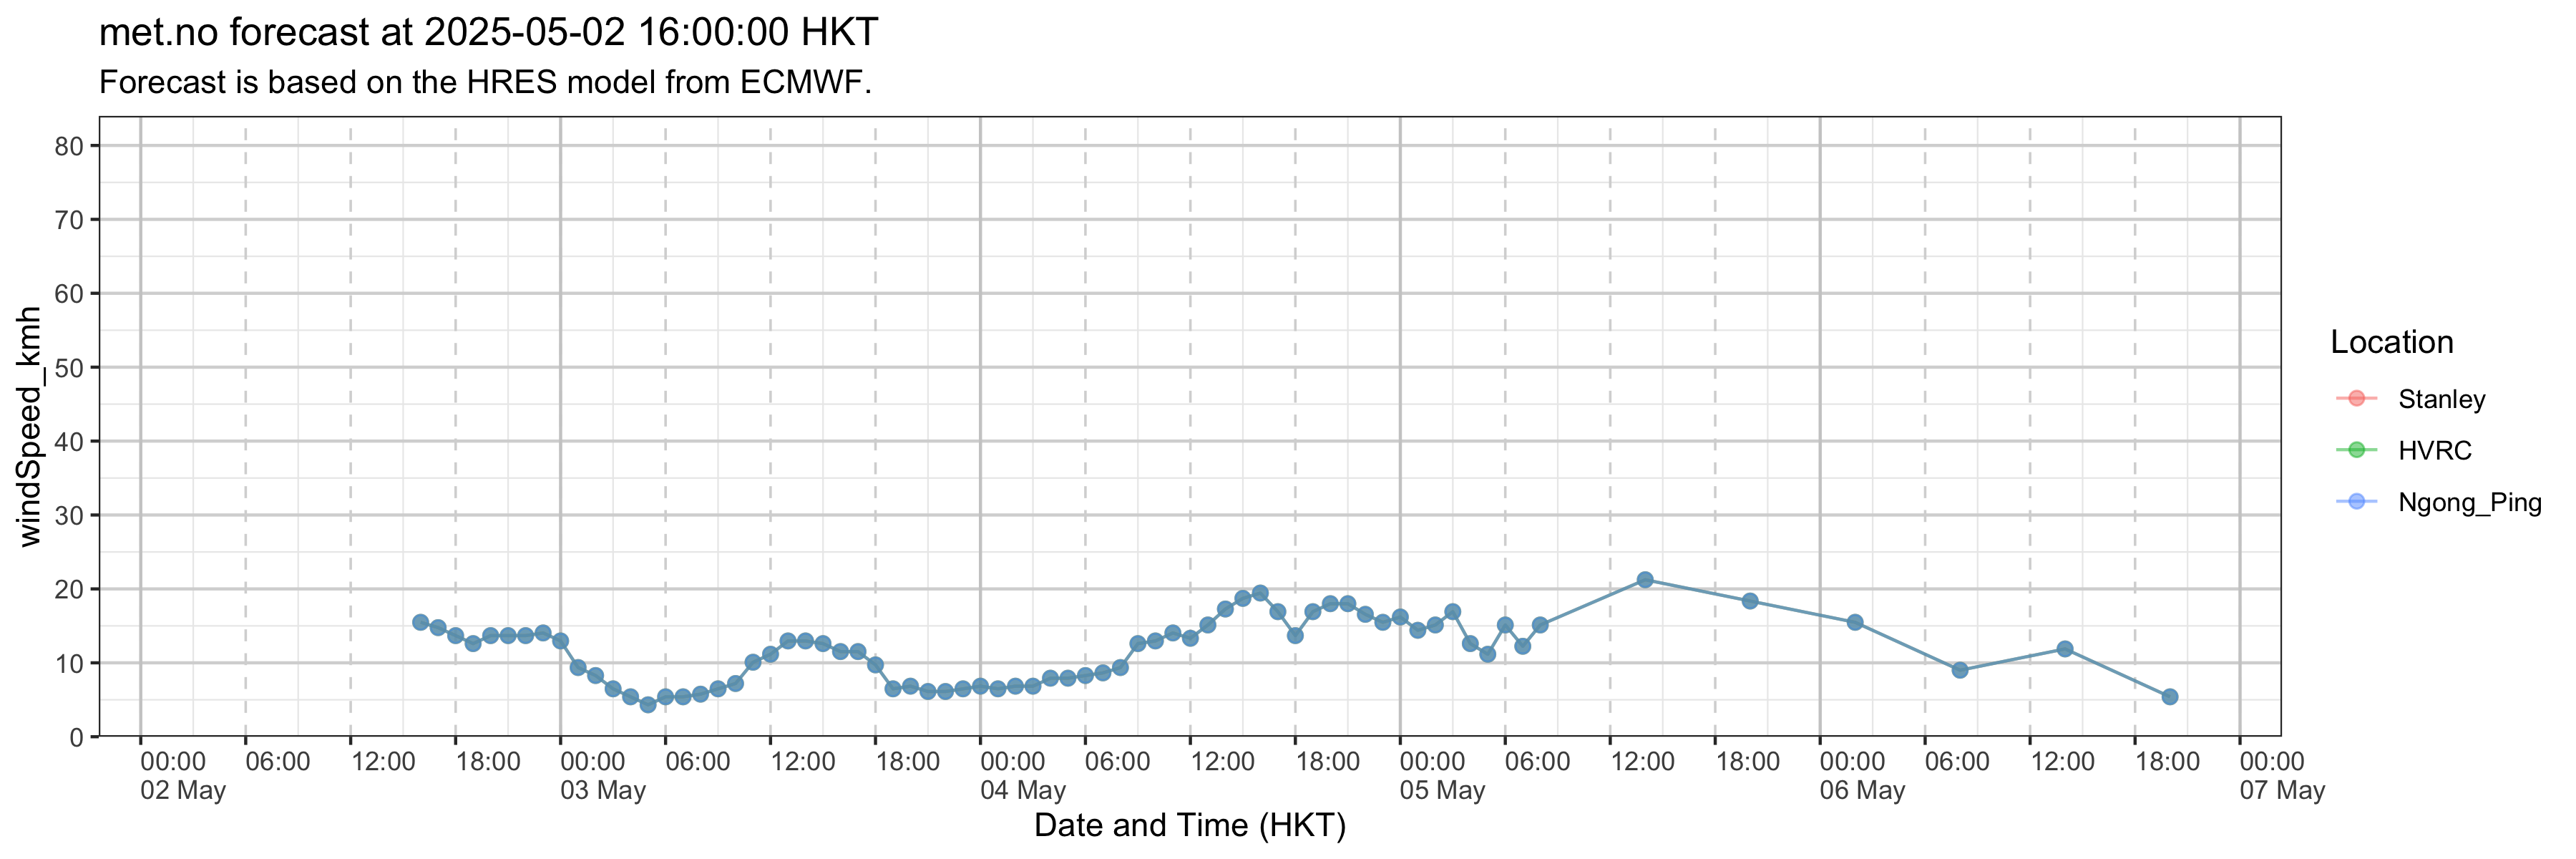 met.no forecast at 2025-05-02 16:00:00 HKT
Forecast is based on the HRES model from ECMWF.
80
70
60
50
40
30
20
10
0
windSpeed_kmh
00:00 06:00 12:00 18:00 00:00 06:00 12:00 18:00 00:00 06:00 12:00 18:00 00:00 06:00 12:00 18:00 00:00 06:00 12:00 18:00 00:00
02 May 03 May 04 May 05 May 06 May 07 May
Date and Time (HKT)
Location
Stanley
HVRC
Ngong_Ping